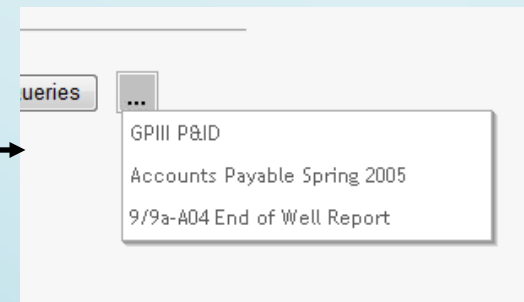 ueries ...
GPIII P&ID
Accounts Payable Spring 2005
9/9a-A04 End of Well Report